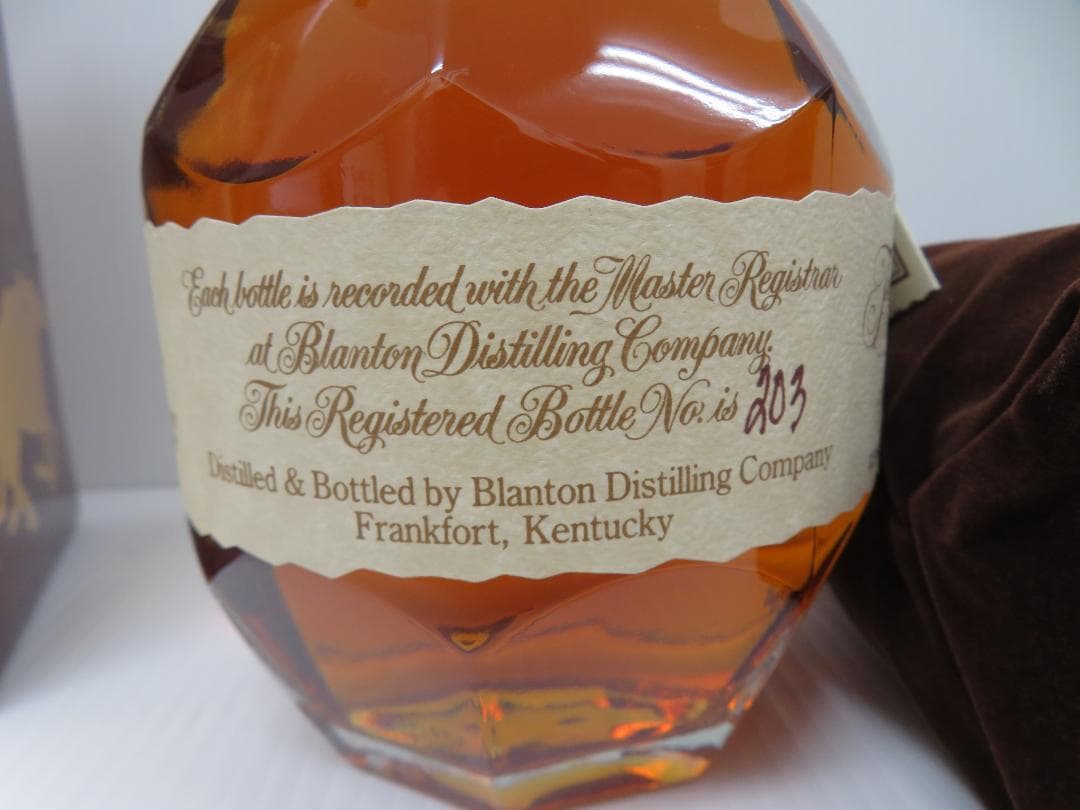 Each bottle is recorded with the Master Registrar
at Blanton Distilling Company.
This Registered Bottle No. is 203
Distilled & Bottled by Blanton Distilling Company
Frankfort, Kentucky